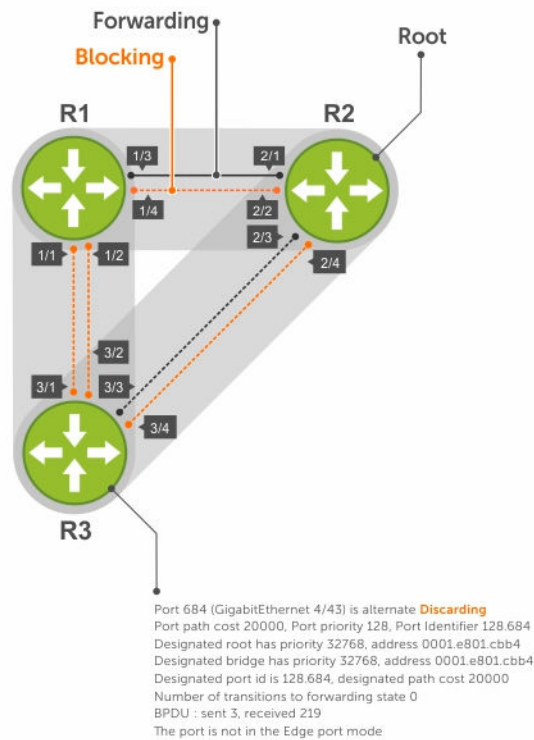 Forwarding
Blocking
Root
R1
R2
1/3
2/1
1/4
2/2
2/3
1/1
1/2
2/4
3/2
3/1
3/3
3/4
R3
Port 684 (GigabitEthernet 4/43) is alternate Discarding
Port path cost 20000, Port priority 128, Port Identifier 128.684
Designated root has priority 32768, address 0001.e801.cbb4
Designated bridge has priority 32768, address 0001.e801.cbb4
Designated port id is 128.684, designated path cost 20000
Number of transitions to forwarding state 0
BPDU : sent 3, received 219
The port is not in the Edge port mode